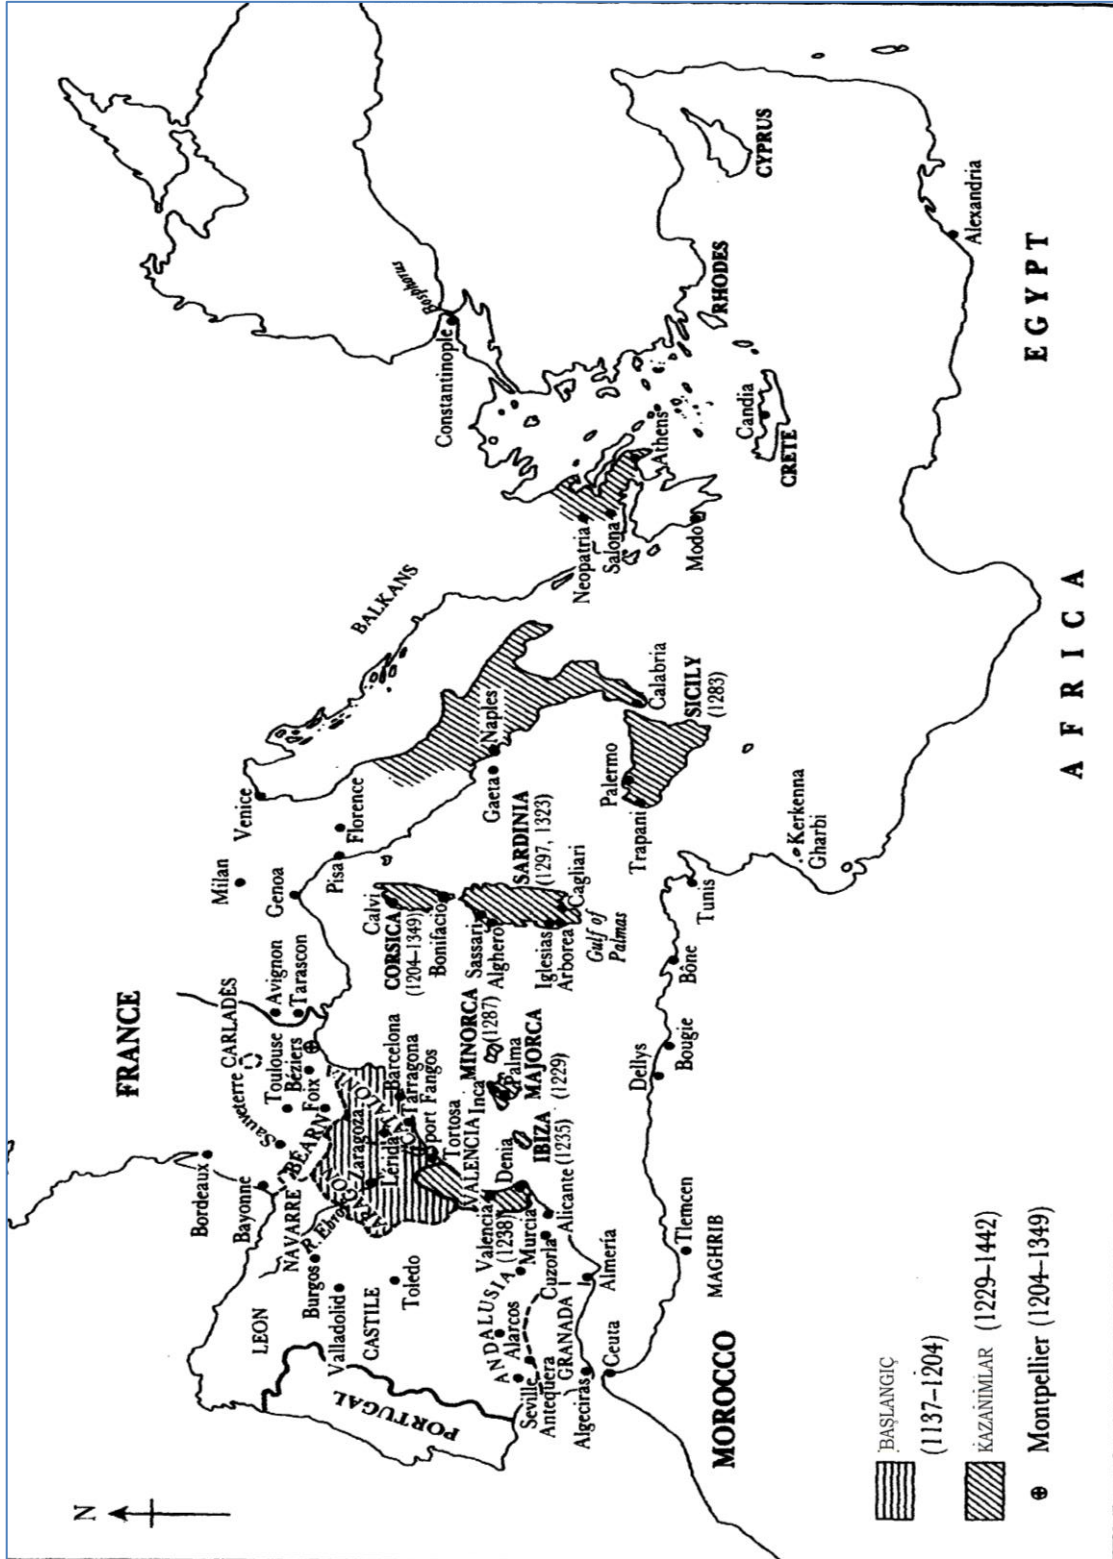 N
FRANCE
Bordeaux
Bayonne
Sauveterre
CARLADÈS
Toulouse
Avignon
Tarascon
Béziers
Foix
BEARN
NAVARRE
R. Ebro
ARAGON
Zaragoza
Lerida
Barcelona
Tarragona
Port Fangos
Tortosa
LEON
Burgos
Valladolid
CASTILE
Toledo
PORTUGAL
VALENCIA
Valencia
(1238)
Denia
Murcia
Alicante
Cuzorla
ANDALUSIA
Alarcos
Seville
Antequera
GRANADA
Algeciras
Almería
Ceuta
MINORCA
(1287)
Inca
Palma
MAJORCA
(1229)
IBIZA
(1235)
Milan
Venice
Genoa
Pisa
Florence
Calvi
CORSICA
(1204–1349)
Bonifacio
Sassari
Alghero
SARDINIA
(1297, 1323)
Iglesias
Arborea
Cagliari
Gulf of
Palmas
Gaeta
Naples
Calabria
Palermo
Trapani
SICILY
(1283)
BALKANS
Constantinople
Bosphorus
Neopatria
Salona
Athens
Modo
Candia
CRETE
RHODES
CYPRUS
Alexandria
EGYPT
AFRICA
Kerkenna
Gharbi
Tunis
Bône
Bougie
Dellys
Tlemcen
MAGHRIB
MOROCCO
BAŞLANGIÇ
(1137–1204)
KAZANIMLAR (1229–1442)
Montpellier (1204–1349)